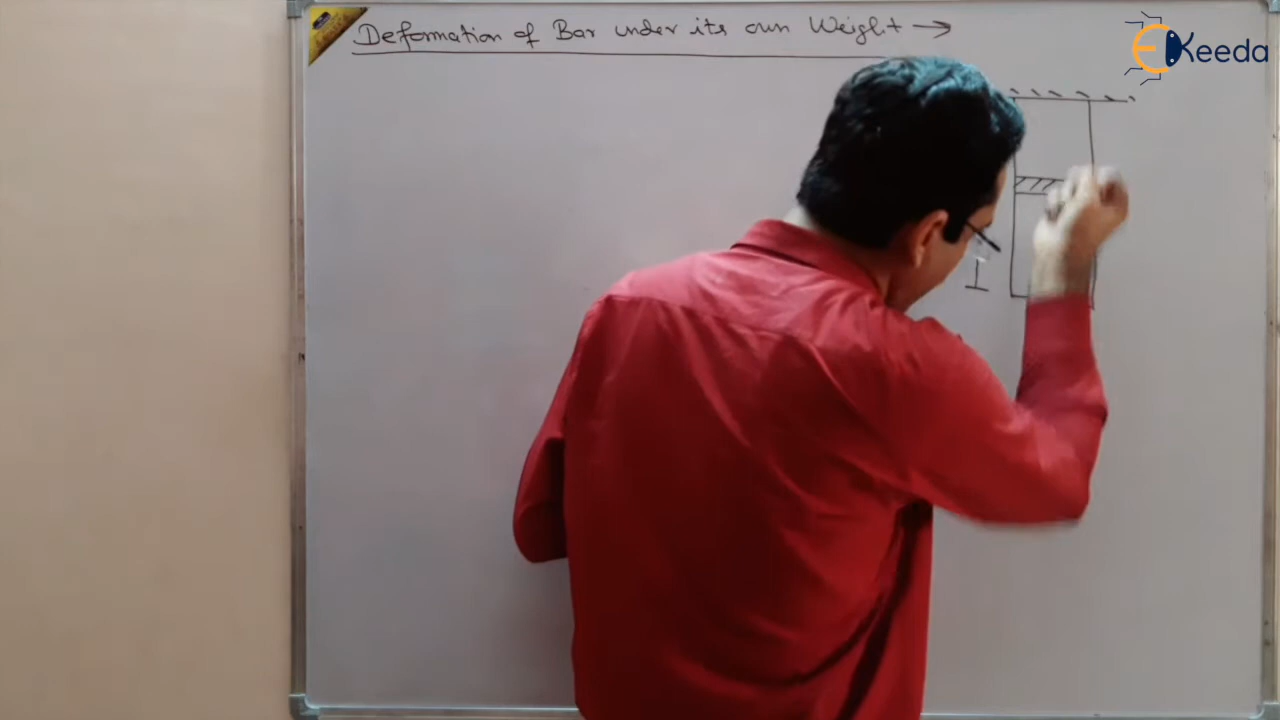 Deformation of Bar under its own Weight →
EKeeda